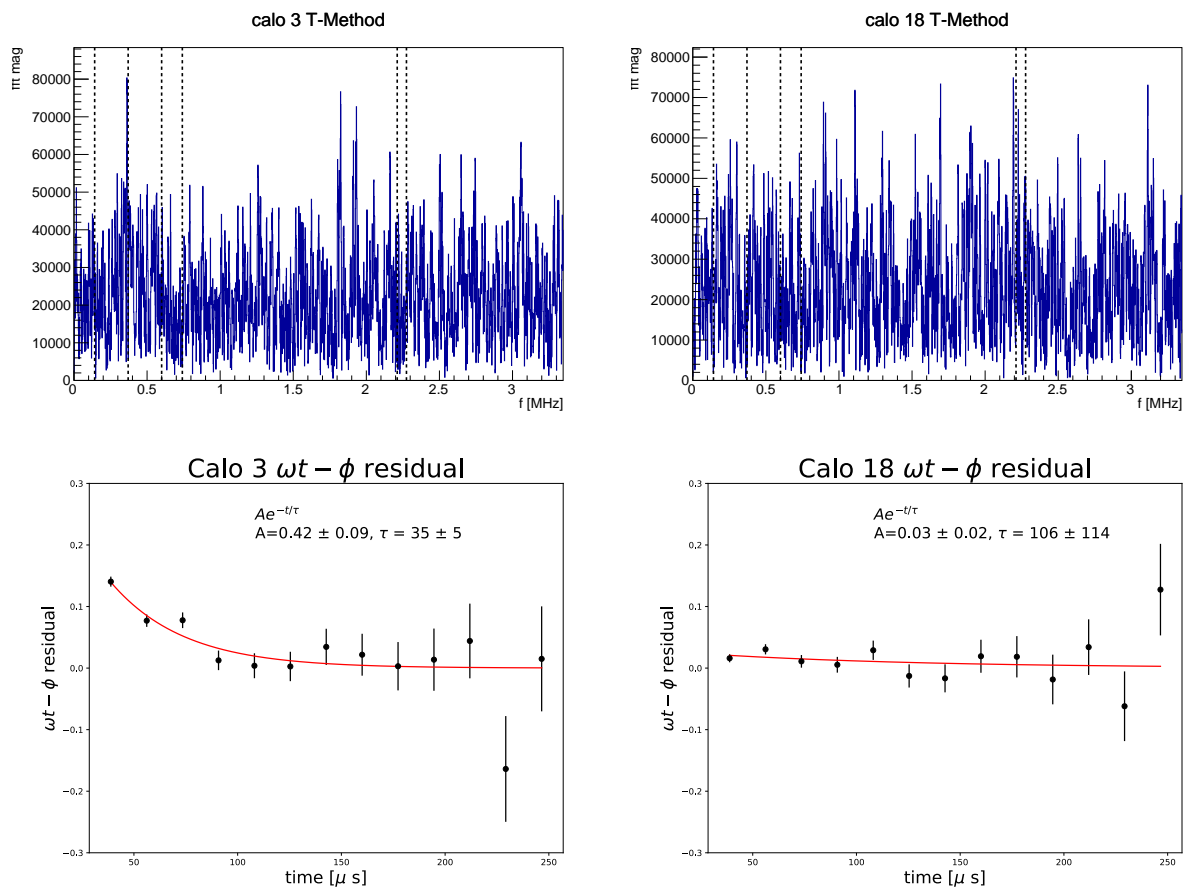 calo 3 T-Method
80000
70000
60000
50000
40000
30000
20000
10000
0
0 0.5 1 1.5 2 2.5 3
f [MHz]
calo 18 T-Method
80000
70000
60000
50000
40000
30000
20000
10000
0
0 0.5 1 1.5 2 2.5 3
f [MHz]
Calo 3 ωt − ϕ residual
Ae^{−t/τ}
A=0.42 ± 0.09, τ = 35 ± 5
ωt − ϕ residual
0.3
0.2
0.1
0.0
−0.1
−0.2
−0.3
50 100 150 200 250
time [μ s]
Calo 18 ωt − ϕ residual
Ae^{−t/τ}
A=0.03 ± 0.02, τ = 106 ± 114
ωt − ϕ residual
0.3
0.2
0.1
0.0
−0.1
−0.2
−0.3
50 100 150 200 250
time [μ s]